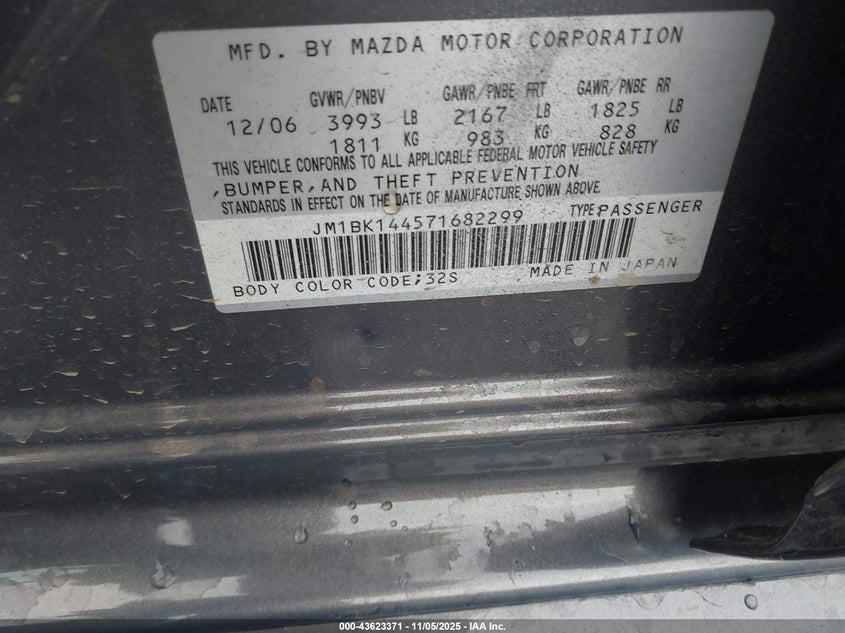 MFD. BY MAZDA MOTOR CORPORATION
DATE GVWR/PNBV GAWR/PNBE FRT GAWR/PNBE RR
12/06 3993 LB 2167 LB 1825 LB
1811 KG 983 KG 828 KG
THIS VEHICLE CONFORMS TO ALL APPLICABLE FEDERAL MOTOR VEHICLE SAFETY
,BUMPER,AND THEFT PREVENTION
STANDARDS IN EFFECT ON THE DATE OF MANUFACTURE SHOWN ABOVE.
JM1BK144571682299 TYPE:PASSENGER
BODY COLOR CODE;32S MADE IN JAPAN
000-43623371 - 11/05/2025 - IAA Inc.